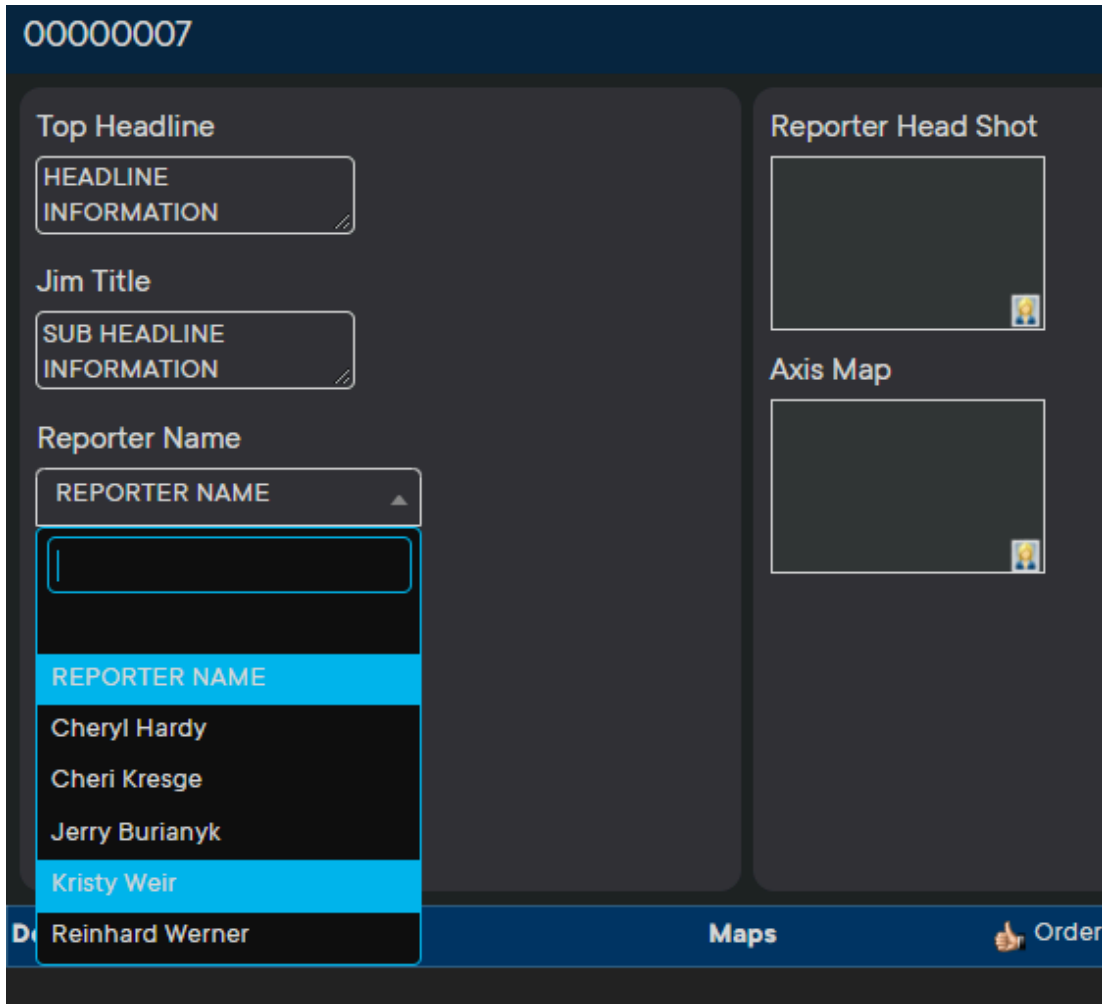 00000007
Top Headline
HEADLINE
INFORMATION
Jim Title
SUB HEADLINE
INFORMATION
Reporter Name
REPORTER NAME
REPORTER NAME
Cheryl Hardy
Cheri Kresge
Jerry Burianyk
Kristy Weir
Reinhard Werner
Reporter Head Shot
Axis Map
Maps
Order